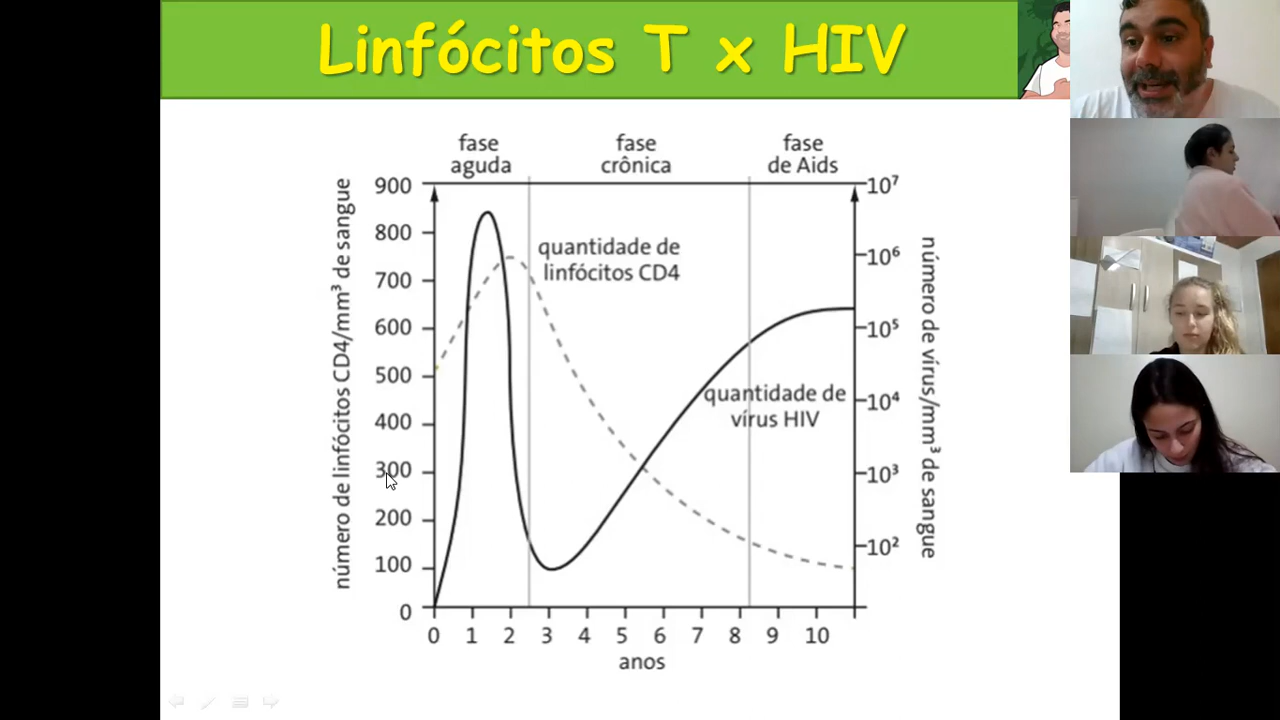 Linfócitos T x HIV
fase
aguda
fase
crônica
fase
de Aids
número de linfócitos CD4/mm³ de sangue
900
800
700
600
500
400
300
200
100
0
quantidade de
linfócitos CD4
quantidade de
vírus HIV
10⁷
10⁶
10⁵
10⁴
10³
10²
número de vírus/mm³ de sangue
0 1 2 3 4 5 6 7 8 9 10
anos